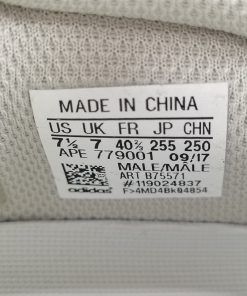 MADE IN CHINA
US UK FR JP CHN
7½ 7 40⅔ 255 250
APE 779001 09/17
MALE/MALE
adidas ART B75571
#119024837
F>4MD4Bk04854